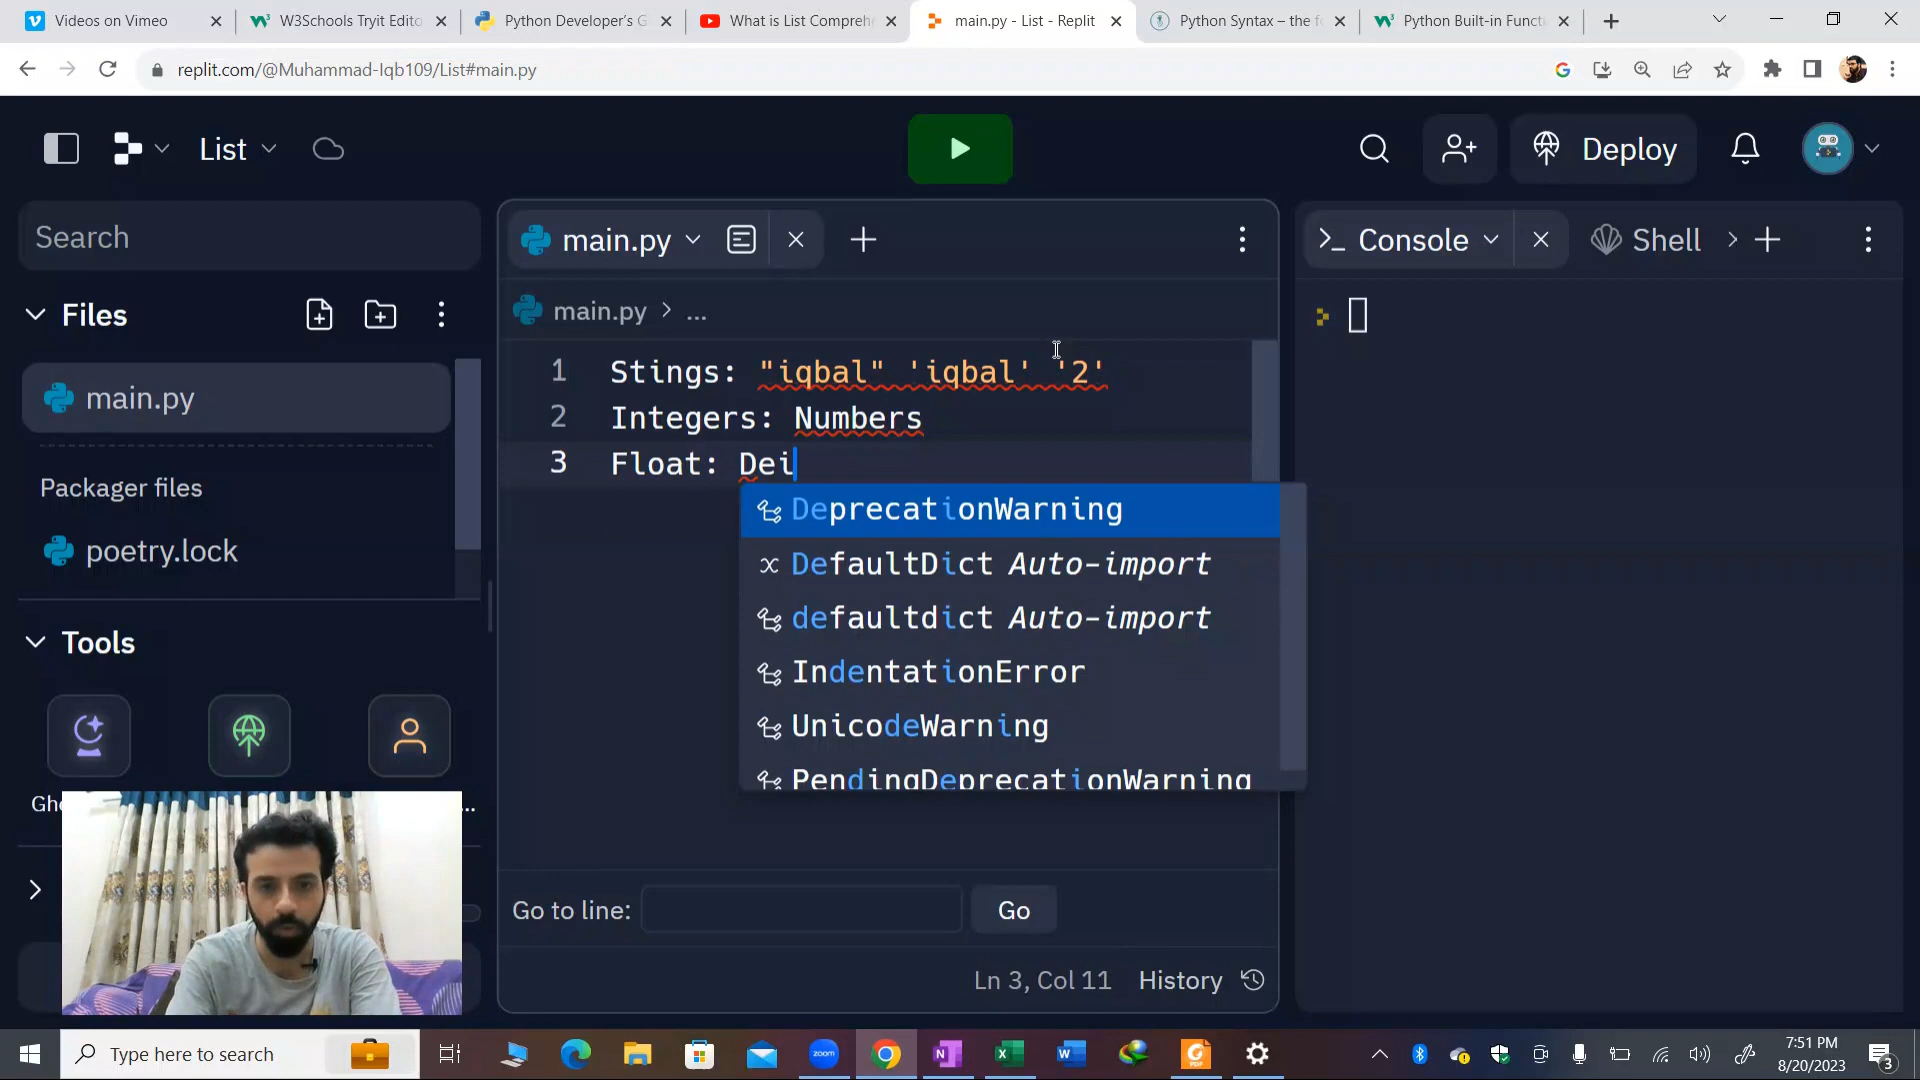 Videos on Vimeo
W3Schools Tryit Edito
Python Developer's G
What is List Comprehe
main.py - List - Replit
Python Syntax – the f
Python Built-in Functi
replit.com/@Muhammad-Iqb109/List#main.py
List
Deploy
Search
main.py
Console
Shell
Files
main.py > ...
1 Stings: "iqbal" 'iqbal' '2'
2 Integers: Numbers
3 Float: Dei
main.py
Packager files
poetry.lock
DeprecationWarning
DefaultDict Auto-import
defaultdict Auto-import
IndentationError
UnicodeWarning
PendingDeprecationWarning
Tools
Gh
...
Go to line:
Go
Ln 3, Col 11
History
Type here to search
zoom
7:51 PM
8/20/2023
3